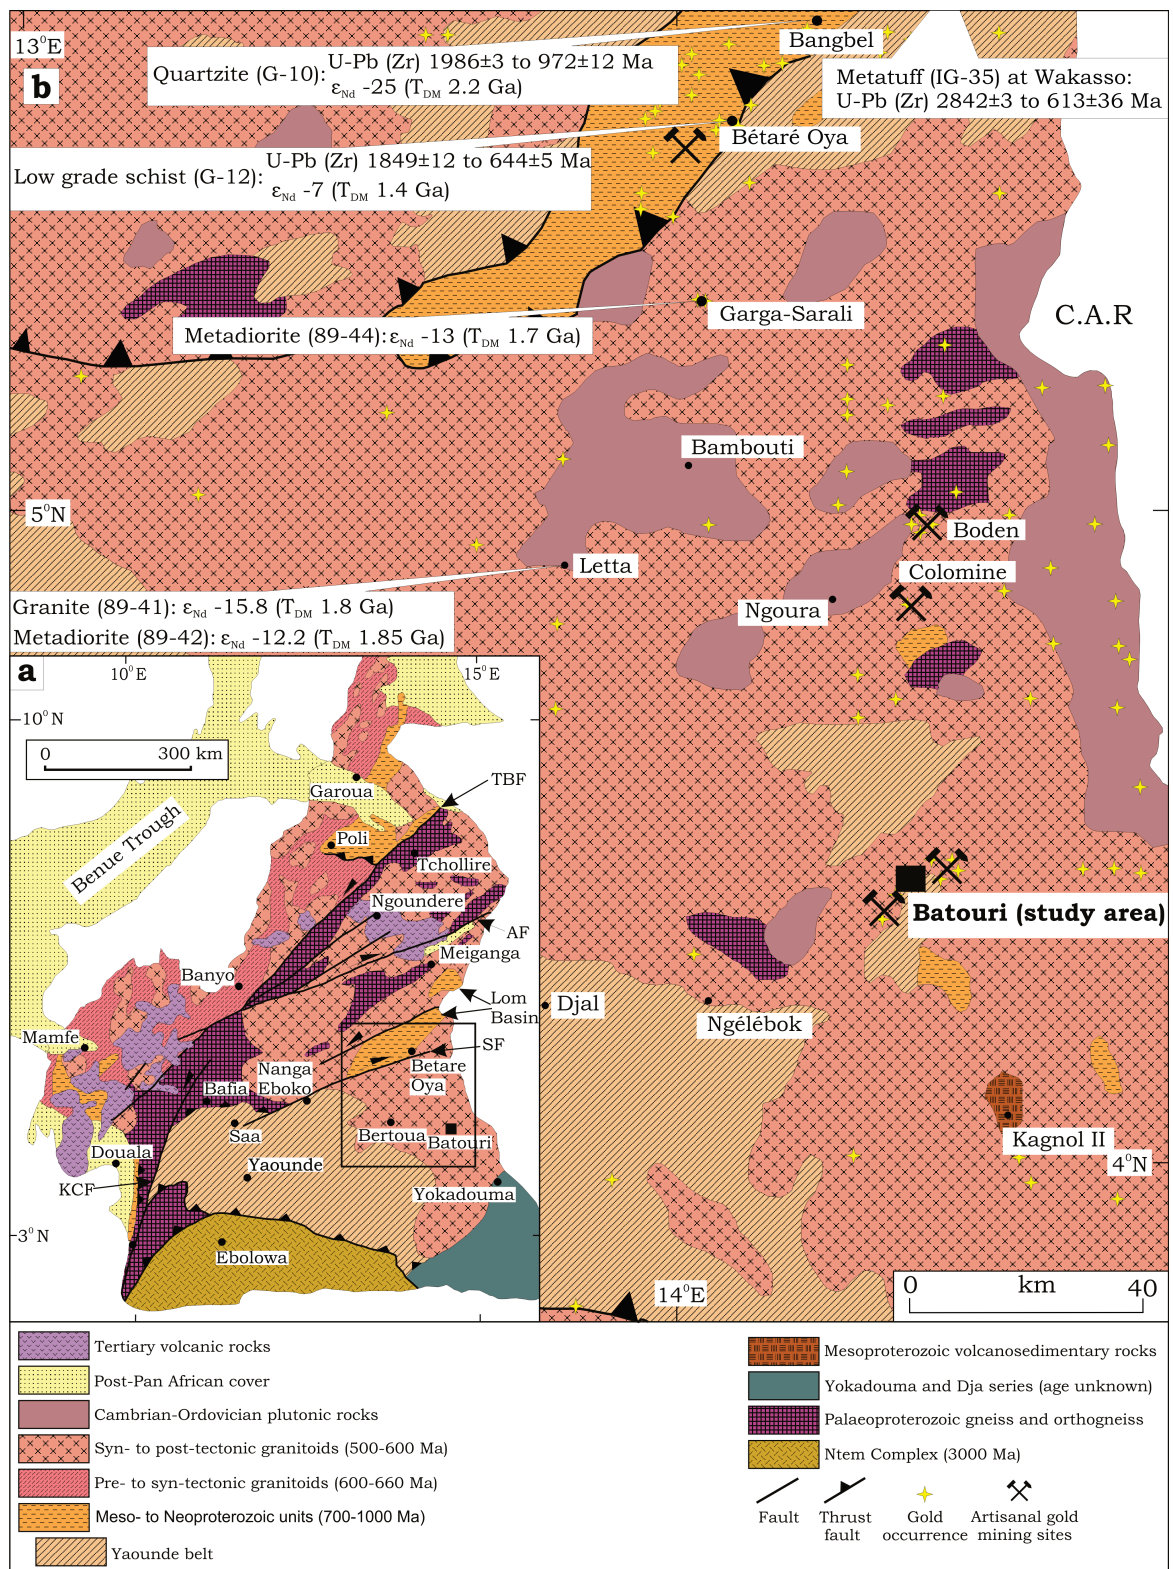 13⁰E
b
Quartzite (G-10): U-Pb (Zr) 1986±3 to 972±12 Ma
εNd -25 (TDM 2.2 Ga)
Bangbel
Metatuff (IG-35) at Wakasso:
U-Pb (Zr) 2842±3 to 613±36 Ma
Bétaré Oya
Low grade schist (G-12): U-Pb (Zr) 1849±12 to 644±5 Ma
εNd -7 (TDM 1.4 Ga)
Garga-Sarali
C.A.R
Metadiorite (89-44): εNd -13 (TDM 1.7 Ga)
Bambouti
5⁰N
Boden
Letta
Colomine
Ngoura
Granite (89-41): εNd -15.8 (TDM 1.8 Ga)
Metadiorite (89-42): εNd -12.2 (TDM 1.85 Ga)
a
10⁰E
15⁰E
10⁰N
0 300 km
TBF
Garoua
Benue Trough
Poli
Tchollire
Ngoundere
AF
Meiganga
Banyo
Lom
Basin
Mamfe
SF
Nanga
Eboko
Betare
Oya
Bafia
Saa
Bertoua
Batouri
Douala
Yaounde
KCF
Yokadouma
3⁰N
Ebolowa
Batouri (study area)
Djal
Ngélébok
Kagnol II
4⁰N
14⁰E
0 km 40
Tertiary volcanic rocks
Post-Pan African cover
Cambrian-Ordovician plutonic rocks
Syn- to post-tectonic granitoids (500-600 Ma)
Pre- to syn-tectonic granitoids (600-660 Ma)
Meso- to Neoproterozoic units (700-1000 Ma)
Yaounde belt
Mesoproterozoic volcanosedimentary rocks
Yokadouma and Dja series (age unknown)
Palaeoproterozoic gneiss and orthogneiss
Ntem Complex (3000 Ma)
Fault
Thrust
fault
Gold
occurrence
Artisanal gold
mining sites